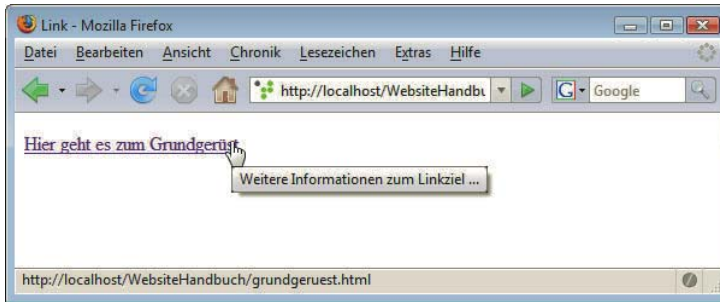 Link - Mozilla Firefox
Datei Bearbeiten Ansicht Chronik Lesezeichen Extras Hilfe
http://localhost/WebsiteHandbu G Google
Hier geht es zum Grundgerüst
Weitere Informationen zum Linkziel ...
http://localhost/WebsiteHandbuch/grundgeruest.html